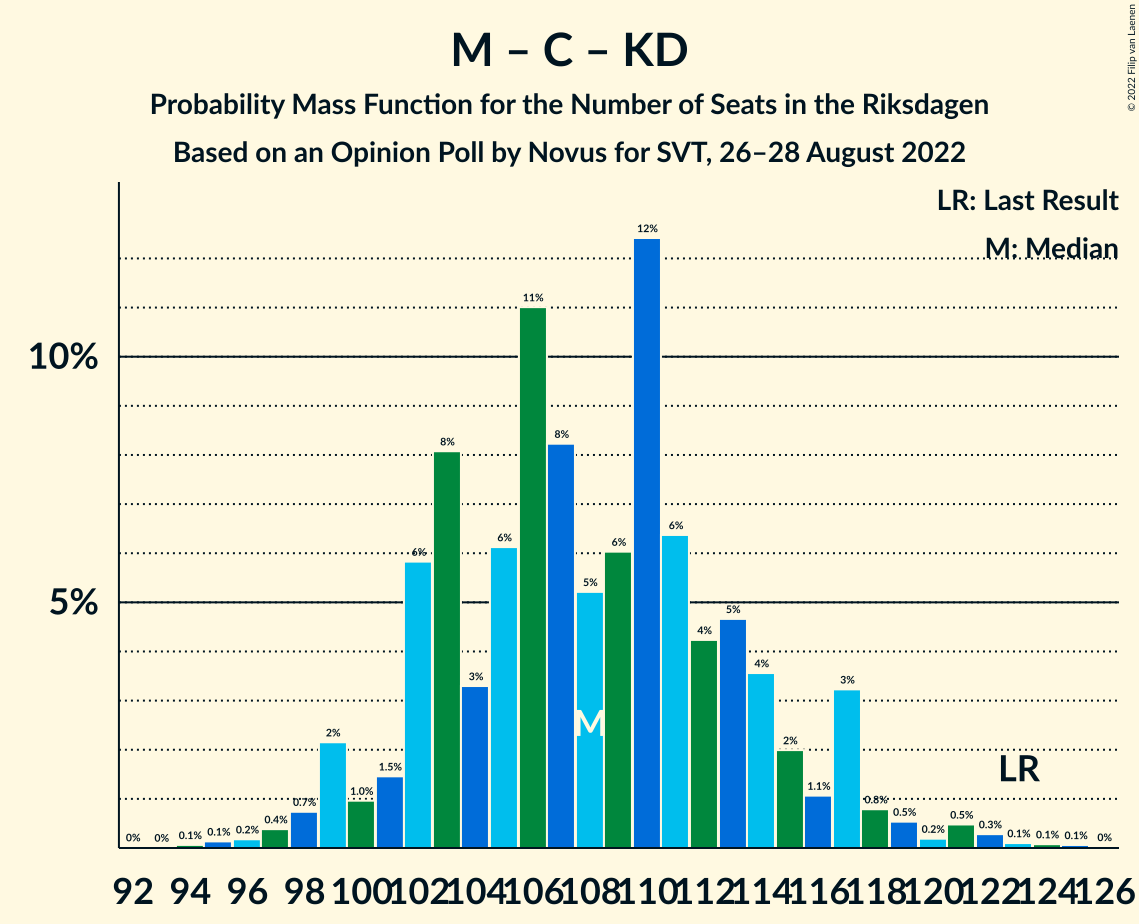 M – C – KD
Probability Mass Function for the Number of Seats in the Riksdagen
Based on an Opinion Poll by Novus for SVT, 26–28 August 2022
© 2022 Filip van Laenen
LR: Last Result
M: Median
10%
5%
0% 0% 0.1% 0.1% 0.2% 0.4% 0.7% 2% 1.0% 1.5% 6% 8% 3% 6% 11% 8% 5% 6% 12% 6% 4% 5% 4% 2% 1.1% 3% 0.8% 0.5% 0.2% 0.5% 0.3% 0.1% 0.1% 0.1% 0%
M
LR
92 94 96 98 100 102 104 106 108 110 112 114 116 118 120 122 124 126